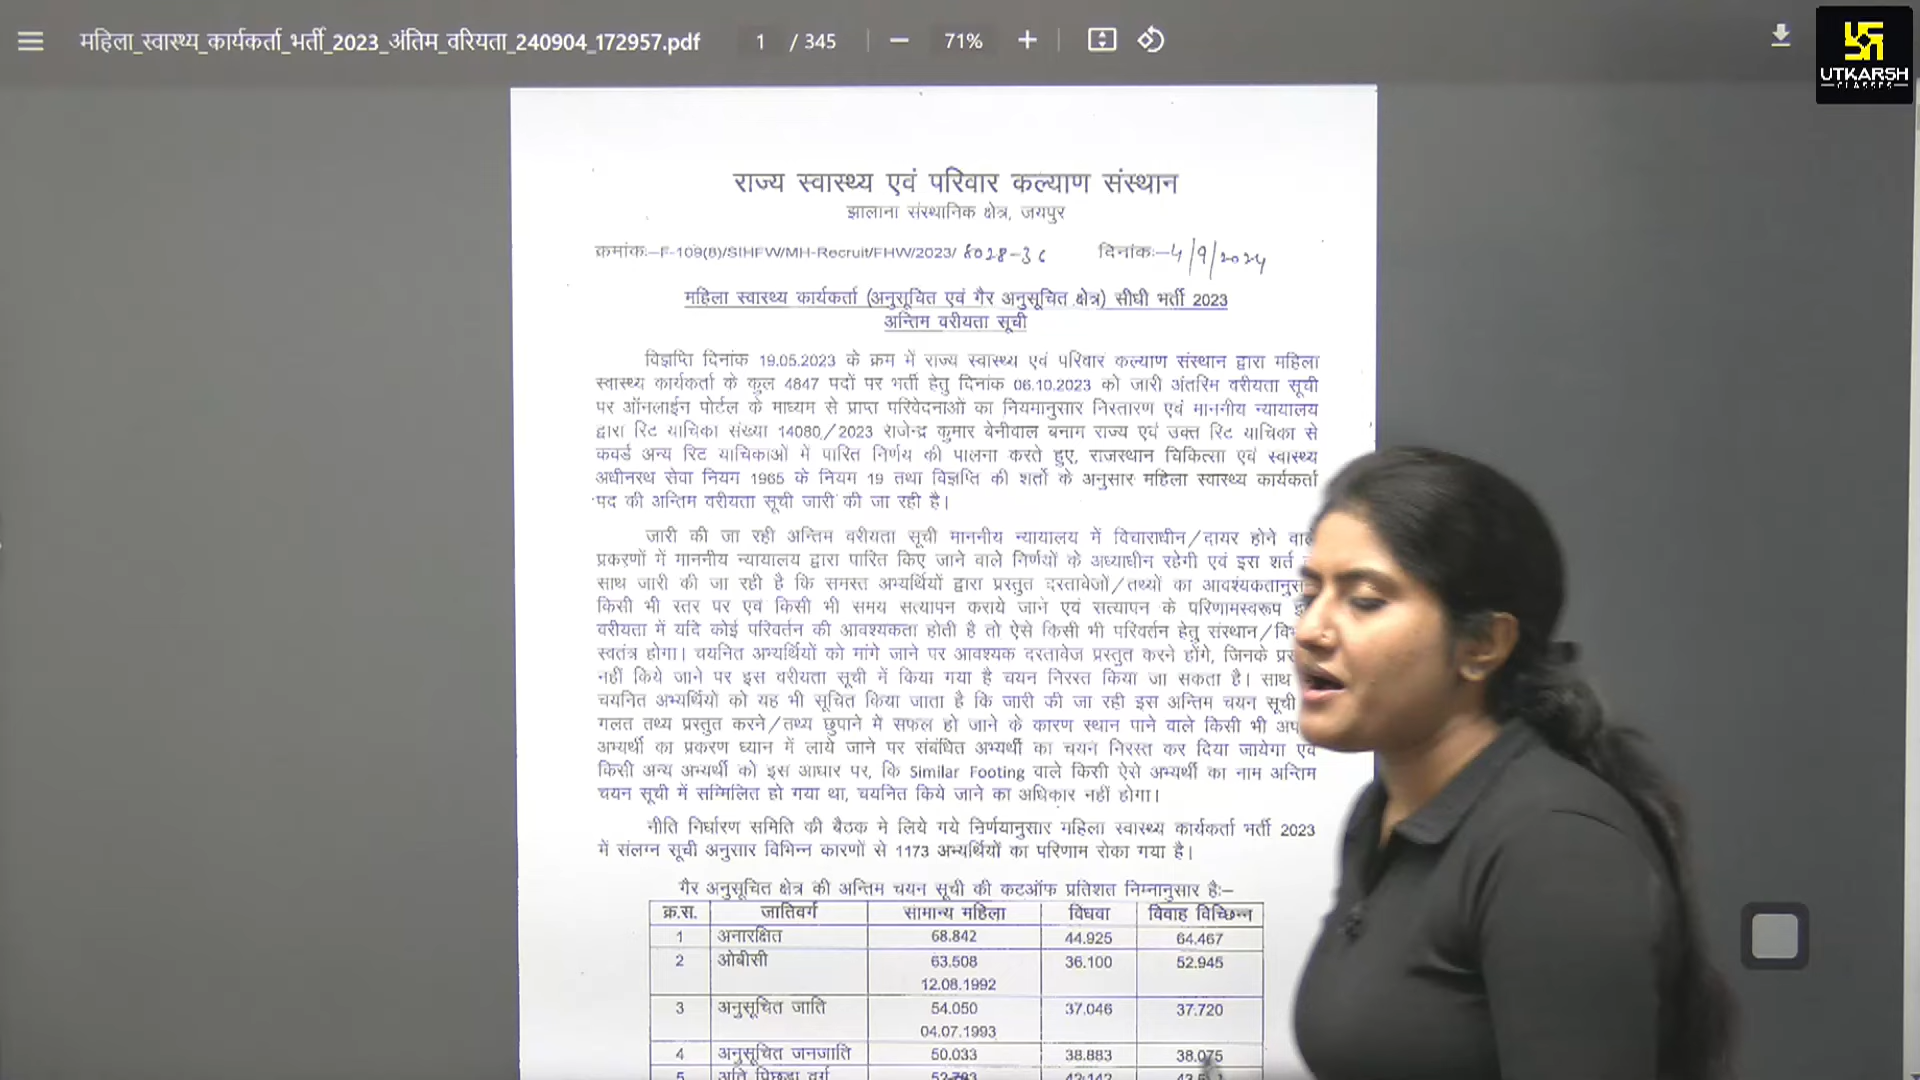 महिला_स्वास्थ्य_कार्यकर्ता_भर्ती_2023_अंतिम_वरियता_240904_172957.pdf 1 / 345 71%
UTKARSH
CLASSES
राज्य स्वास्थ्य एवं परिवार कल्याण संस्थान
झालाना संस्थानिक क्षेत्र, जयपुर
क्रमांकः–F-109(8)/SIHFW/MH-Recruit/FHW/2023/ 8028-36 दिनांकः–4/9/2024
महिला स्वास्थ्य कार्यकर्ता (अनुसूचित एवं गैर अनुसूचित क्षेत्र) सीधी भर्ती 2023
अन्तिम वरीयता सूची
विज्ञप्ति दिनांक 19.05.2023 के क्रम में राज्य स्वास्थ्य एवं परिवार कल्याण संस्थान द्वारा महिला
स्वास्थ्य कार्यकर्ता के कुल 4847 पदों पर भर्ती हेतु दिनांक 06.10.2023 को जारी अंतरिम वरीयता सूची
पर ऑनलाईन पोर्टल के माध्यम से प्राप्त परिवेदनाओं का नियमानुसार निस्तारण एवं माननीय न्यायालय
द्वारा रिट याचिका संख्या 14080/2023 राजेन्द्र कुमार बेनीवाल बनाम राज्य एवं उक्त रिट याचिका से
कवर्ड अन्य रिट याचिकाओं में पारित निर्णय की पालना करते हुए, राजस्थान चिकित्सा एवं स्वास्थ्य
अधीनस्थ सेवा नियम 1965 के नियम 19 तथा विज्ञप्ति की शर्तो के अनुसार महिला स्वास्थ्य कार्यकर्ता
पद की अन्तिम वरीयता सूची जारी की जा रही है।
जारी की जा रही अन्तिम वरीयता सूची माननीय न्यायालय में विचाराधीन/दायर होने
प्रकरणों में माननीय न्यायालय द्वारा पारित किए जाने वाले निर्णयों के अध्याधीन रहेगी एवं इस शर्त
साथ जारी की जा रही है कि समस्त अभ्यर्थियों द्वारा प्रस्तुत दस्तावेजों/तथ्यों का
किसी भी स्तर पर एवं किसी भी समय सत्यापन कराये जाने एवं सत्यापन के परिणामस्वरूप
वरीयता में यदि कोई परिवर्तन की आवश्यकता होती है तो ऐसे किसी भी परिवर्तन हेतु संस्थान/
स्वतंत्र होगा। चयनित अभ्यर्थियों को मांगे जाने पर आवश्यक दस्तावेज प्रस्तुत करने होंगे, जिनके
नहीं किये जाने पर इस वरीयता सूची में किया गया है चयन निरस्त किया जा सकता है। साथ
चयनित अभ्यर्थियो को यह भी सूचित किया जाता है कि जारी की जा रही इस अन्तिम चयन सूची
गलत तथ्य प्रस्तुत करने/तथ्य छुपाने मे सफल हो जाने के कारण स्थान पाने वाले किसी भी
अभ्यर्थी का प्रकरण ध्यान में लाये जाने पर संबंधित अभ्यर्थी का चयन निरस्त कर दिया जायेगा एवं
किसी अन्य अभ्यर्थी को इस आधार पर, कि Similar Footing वाले किसी ऐसे अभ्यर्थी का नाम अन्तिम
चयन सूची में सम्मिलित हो गया था, चयनित किये जाने का अधिकार नहीं होगा।
नीति निर्धारण समिति की बैठक मे लिये गये निर्णयानुसार महिला स्वास्थ्य कार्यकर्ता भर्ती 2023
में संलग्न सूची अनुसार विभिन्न कारणों से 1173 अभ्यर्थियों का परिणाम रोका गया है।
गैर अनुसूचित क्षेत्र की अन्तिम चयन सूची की कटऑफ प्रतिशत निम्नानुसार हैः–
क्र.स. जातिवर्ग सामान्य महिला विधवा विवाह विच्छिन्न
1 अनारक्षित 68.842 44.925 64.467
2 ओबीसी 63.508 36.100 52.945
12.08.1992
3 अनुसूचित जाति 54.050 37.046 37.720
04.07.1993
4 अनुसूचित जनजाति 50.033 38.883 38.075
5 अति पिछड़ा वर्ग